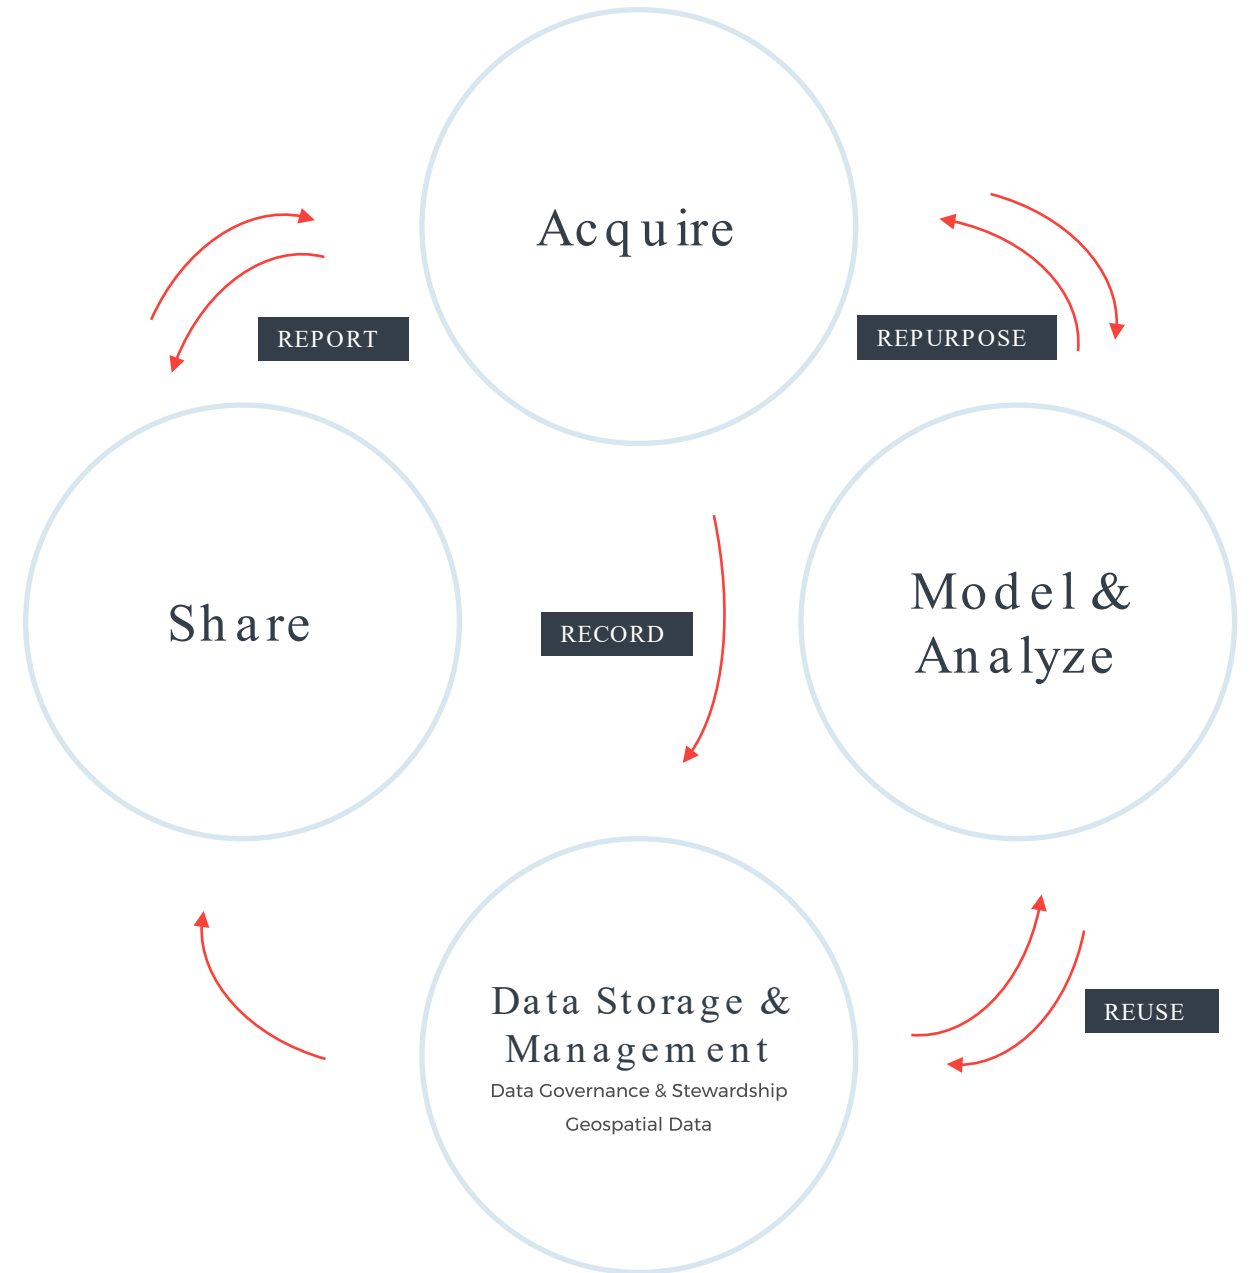 Acquire
REPORT
REPURPOSE
Share
RECORD
Model &
Analyze
Data Storage &
Management
Data Governance & Stewardship
Geospatial Data
REUSE